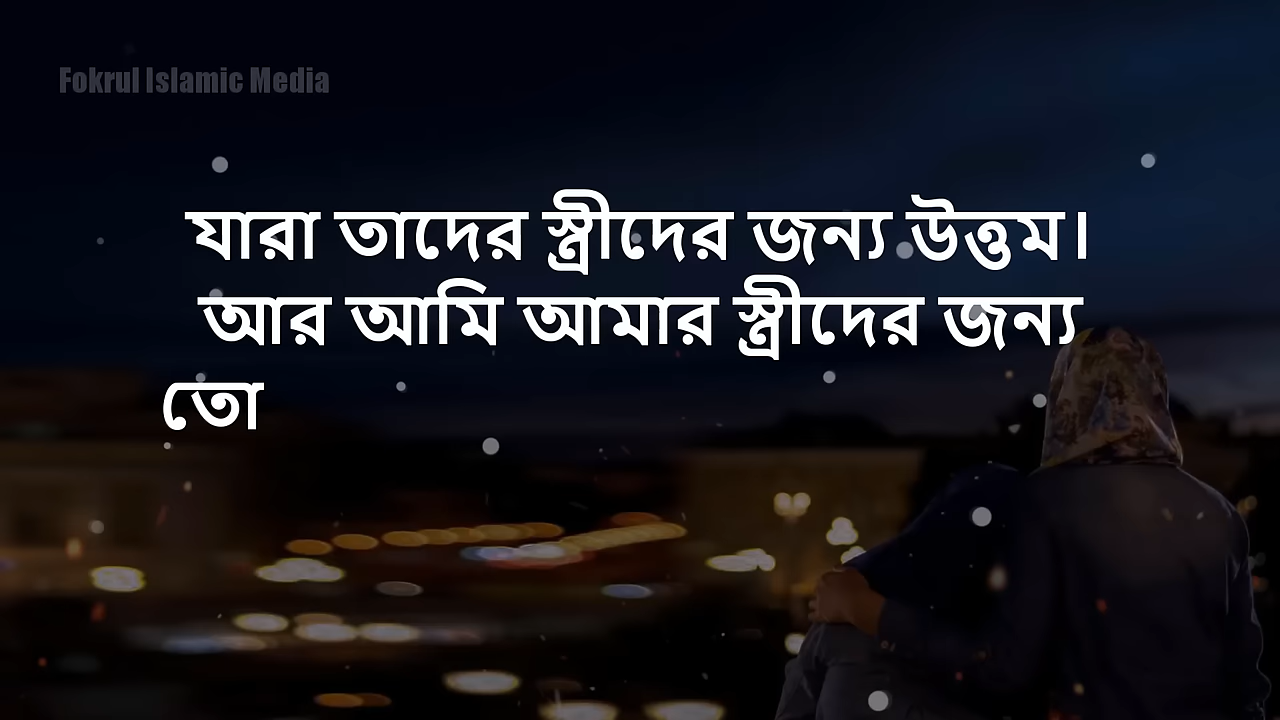 Fokrul Islamic Media
যারা তাদের স্ত্রীদের জন্য উত্তম।
আর আমি আমার স্ত্রীদের জন্য
তো